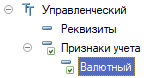 Управленческий
Реквизиты
Признаки учета
Валютный